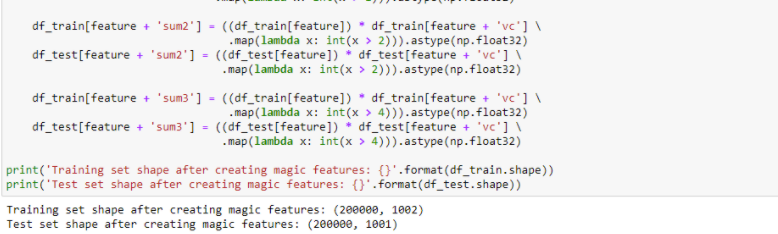 df_train[feature + 'sum2'] = ((df_train[feature]) * df_train[feature + 'vc'] \
.map(lambda x: int(x > 2))).astype(np.float32)
df_test[feature + 'sum2'] = ((df_test[feature]) * df_test[feature + 'vc'] \
.map(lambda x: int(x > 2))).astype(np.float32)
df_train[feature + 'sum3'] = ((df_train[feature]) * df_train[feature + 'vc'] \
.map(lambda x: int(x > 4))).astype(np.float32)
df_test[feature + 'sum3'] = ((df_test[feature]) * df_test[feature + 'vc'] \
.map(lambda x: int(x > 4))).astype(np.float32)
print('Training set shape after creating magic features: {}'.format(df_train.shape))
print('Test set shape after creating magic features: {}'.format(df_test.shape))
Training set shape after creating magic features: (200000, 1002)
Test set shape after creating magic features: (200000, 1001)